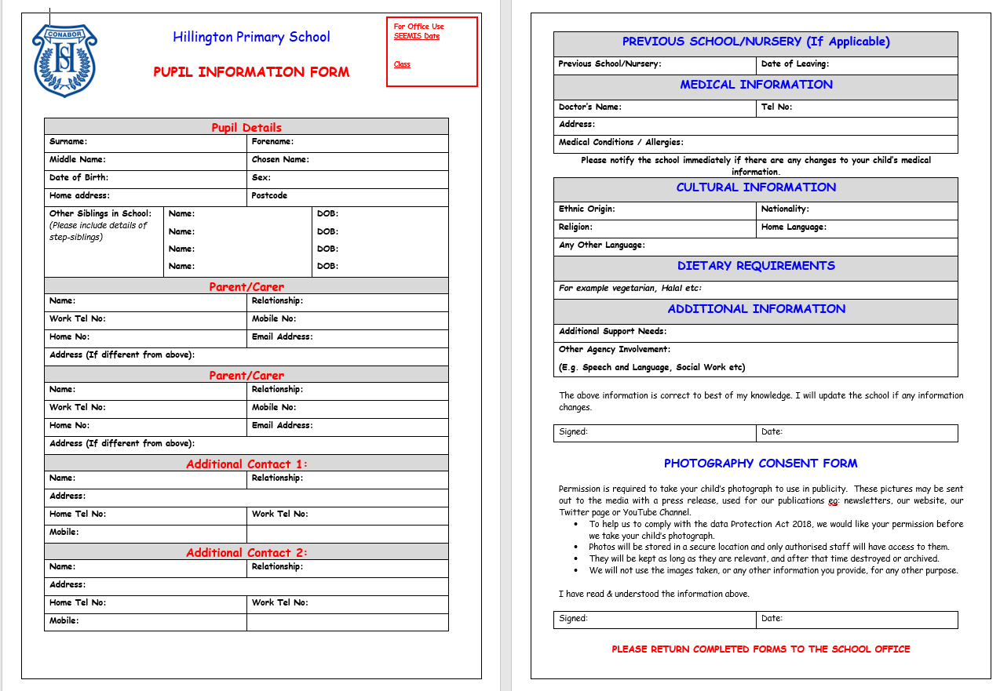 CONABOR
Hillington Primary School
PUPIL INFORMATION FORM
For Office Use
SEEMIS Date
Class
Pupil Details
Surname: Forename:
Middle Name: Chosen Name:
Date of Birth: Sex:
Home address: Postcode
Other Siblings in School: Name: DOB:
(Please include details of
step-siblings) Name: DOB:
Name: DOB:
Name: DOB:
Parent/Carer
Name: Relationship:
Work Tel No: Mobile No:
Home No: Email Address:
Address (If different from above):
Parent/Carer
Name: Relationship:
Work Tel No: Mobile No:
Home No: Email Address:
Address (If different from above):
Additional Contact 1:
Name: Relationship:
Address:
Home Tel No: Work Tel No:
Mobile:
Additional Contact 2:
Name: Relationship:
Address:
Home Tel No: Work Tel No:
Mobile:
PREVIOUS SCHOOL/NURSERY (If Applicable)
Previous School/Nursery: Date of Leaving:
MEDICAL INFORMATION
Doctor's Name: Tel No:
Address:
Medical Conditions / Allergies:
Please notify the school immediately if there are any changes to your child's medical
information.
CULTURAL INFORMATION
Ethnic Origin: Nationality:
Religion: Home Language:
Any Other Language:
DIETARY REQUIREMENTS
For example vegetarian, Halal etc:
ADDITIONAL INFORMATION
Additional Support Needs:
Other Agency Involvement:
(E.g. Speech and Language, Social Work etc)
The above information is correct to best of my knowledge. I will update the school if any information
changes.
Signed: Date:
PHOTOGRAPHY CONSENT FORM
Permission is required to take your child's photograph to use in publicity. These pictures may be sent
out to the media with a press release, used for our publications eg: newsletters, our website, our
Twitter page or YouTube Channel.
• To help us to comply with the data Protection Act 2018, we would like your permission before
we take your child's photograph.
• Photos will be stored in a secure location and only authorised staff will have access to them.
• They will be kept as long as they are relevant, and after that time destroyed or archived.
• We will not use the images taken, or any other information you provide, for any other purpose.
I have read & understood the information above.
Signed: Date:
PLEASE RETURN COMPLETED FORMS TO THE SCHOOL OFFICE